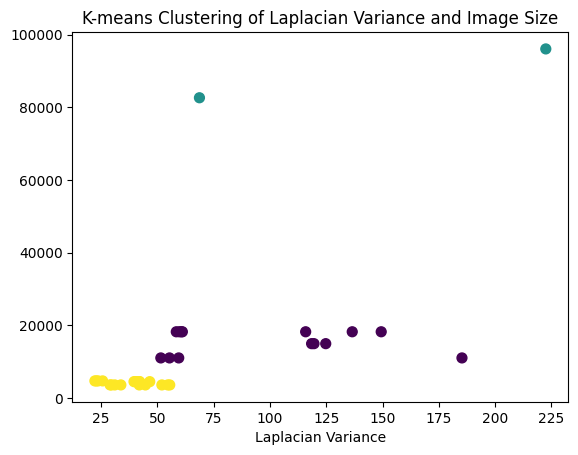 K-means Clustering of Laplacian Variance and Image Size
100000
80000
60000
40000
20000
0
25 50 75 100 125 150 175 200 225
Laplacian Variance